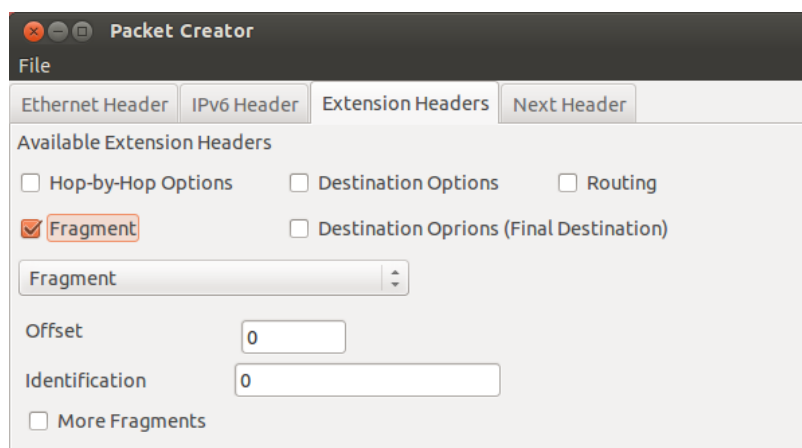 Packet Creator
File
Ethernet Header IPv6 Header Extension Headers Next Header
Available Extension Headers
Hop-by-Hop Options Destination Options Routing
Fragment Destination Oprions (Final Destination)
Fragment
Offset 0
Identification 0
More Fragments